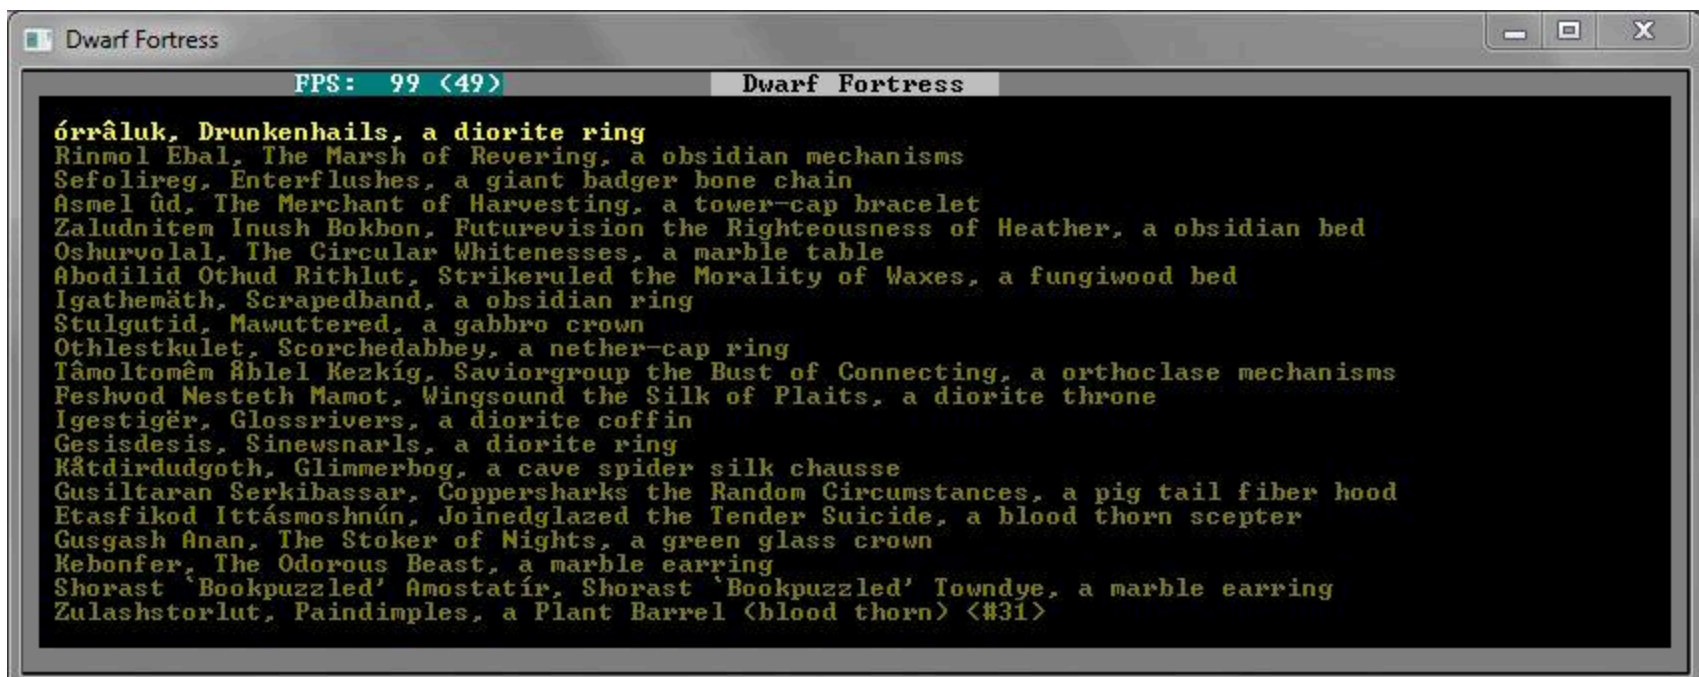 Dwarf Fortress
FPS: 99 (49) Dwarf Fortress
órrâluk, Drunkenhails, a diorite ring
Rinmol Ebal, The Marsh of Revering, a obsidian mechanisms
Sefolireg, Enterflushes, a giant badger bone chain
Asmel ûd, The Merchant of Harvesting, a tower-cap bracelet
Zaludnitem Inush Bokbon, Futurevision the Righteousness of Heather, a obsidian bed
Oshurvolal, The Circular Whitenesses, a marble table
Abodilid Othud Rithlut, Strikeruled the Morality of Waxes, a fungiwood bed
Igathemäth, Scrapedband, a obsidian ring
Stulgutid, Mawuttered, a gabbro crown
Othlestkulet, Scorchedabbey, a nether-cap ring
Tâmoltomêm Åblel Kezkíg, Saviorgroup the Bust of Connecting, a orthoclase mechanisms
Feshvod Nesteth Mamot, Wingsound the Silk of Plaits, a diorite throne
Igestigër, Glossrivers, a diorite coffin
Gesisdesis, Sinewsnarls, a diorite ring
Kåtdirdudgoth, Glimmerbog, a cave spider silk chausse
Gusiltaran Serkibassar, Coppersharks the Random Circumstances, a pig tail fiber hood
Etasfikod Ittásmoshnún, Joinedglazed the Tender Suicide, a blood thorn scepter
Gusgash Anan, The Stoker of Nights, a green glass crown
Kebonfer, The Odorous Beast, a marble earring
Shorast `Bookpuzzled' Amostatír, Shorast `Bookpuzzled' Towndye, a marble earring
Zulashstorlut, Paindimples, a Plant Barrel (blood thorn) <#31>